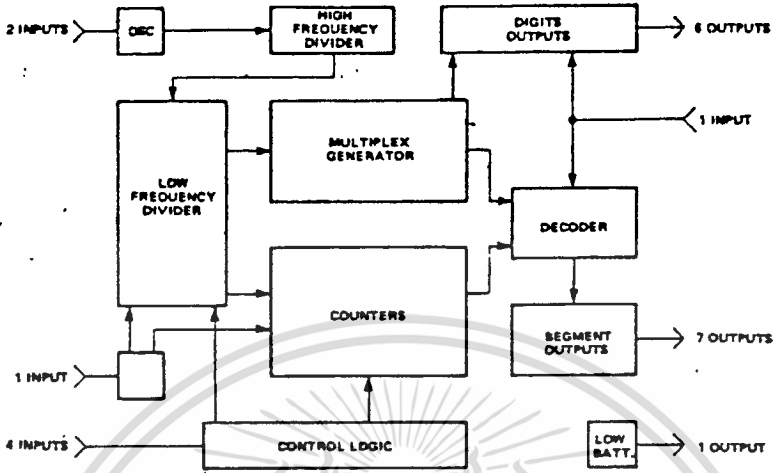 2 INPUTS
OSC
HIGH
FREQUENCY
DIVIDER
DIGITS
OUTPUTS
6 OUTPUTS
1 INPUT
LOW
FREQUENCY
DIVIDER
MULTIPLEX
GENERATOR
DECODER
COUNTERS
SEGMENT
OUTPUTS
7 OUTPUTS
1 INPUT
4 INPUTS
CONTROL LOGIC
LOW
BATT.
1 OUTPUT